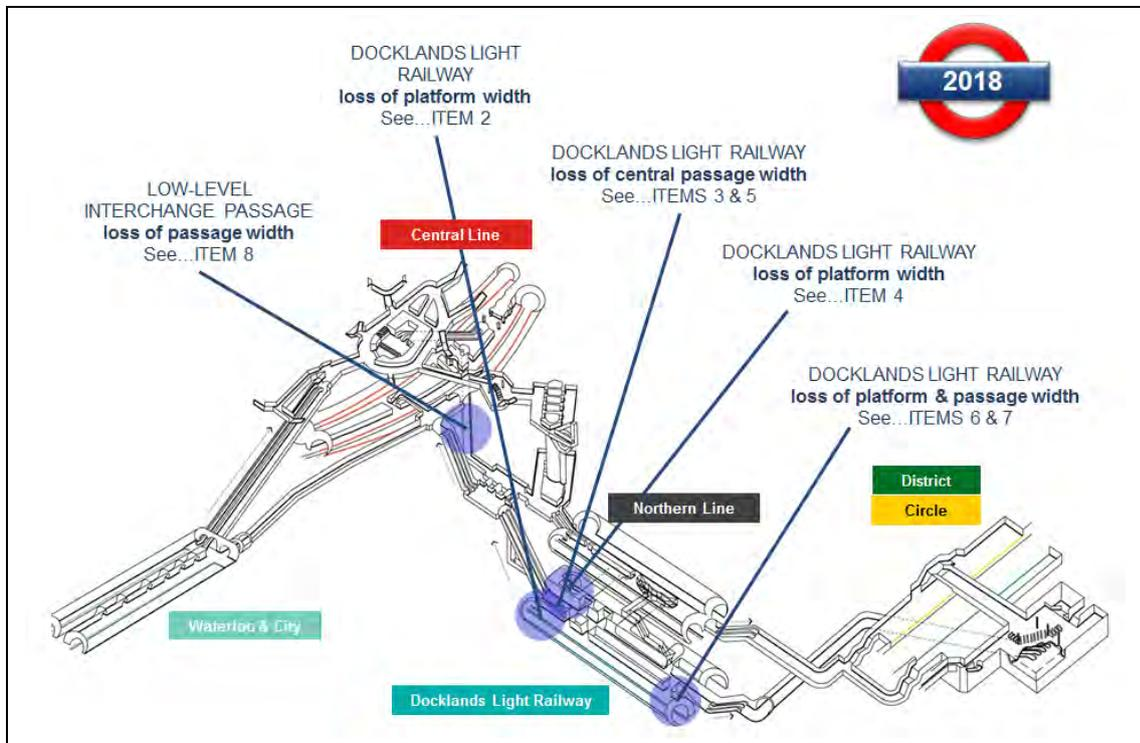 DOCKLANDS LIGHT
RAILWAY
loss of platform width
See...ITEM 2
2018
DOCKLANDS LIGHT RAILWAY
loss of central passage width
See...ITEMS 3 & 5
LOW-LEVEL
INTERCHANGE PASSAGE
loss of passage width
See...ITEM 8
Central Line
DOCKLANDS LIGHT RAILWAY
loss of platform width
See...ITEM 4
DOCKLANDS LIGHT RAILWAY
loss of platform & passage width
See...ITEMS 6 & 7
District
Circle
Northern Line
Waterloo & City
Docklands Light Railway